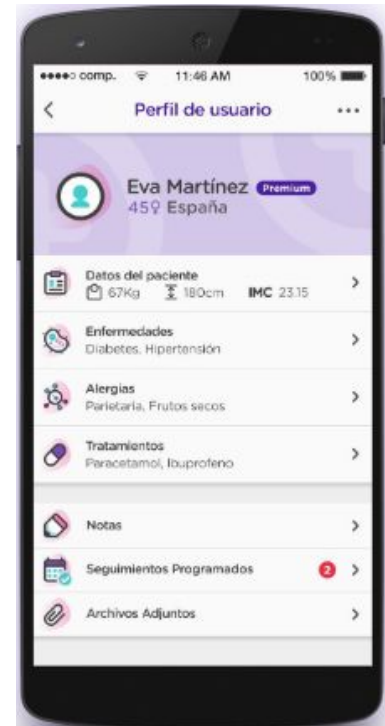 comp. 11:46 AM 100%
Perfil de usuario
Eva Martínez Premium
45♀ España
Datos del paciente
67Kg 180cm IMC 23.15
Enfermedades
Diabetes, Hipertensión
Alergias
Parietaria, Frutos secos
Tratamientos
Paracetamol, Ibuprofeno
Notas
Seguimientos Programados 2
Archivos Adjuntos